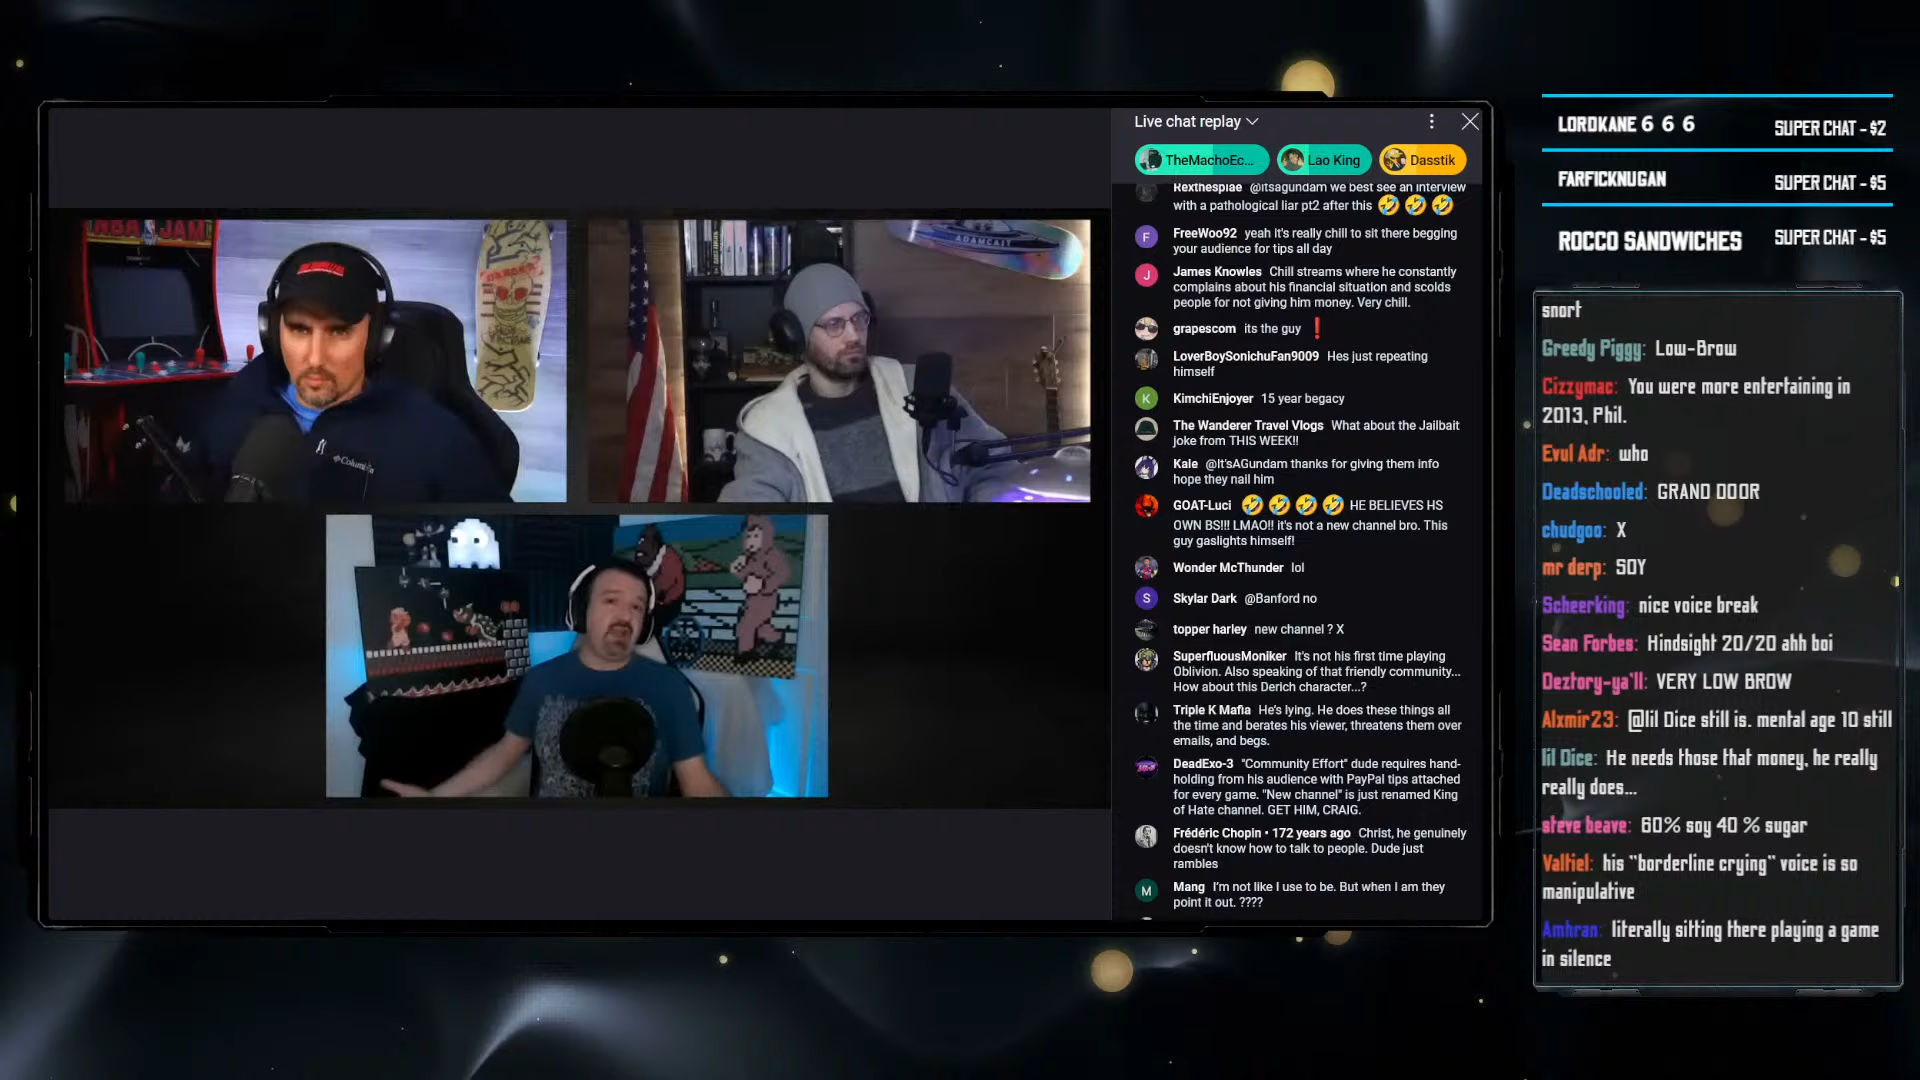 NBA JAM
Columbia
ADAMCAST
Live chat replay
TheMachoEc...
Lao King
Dasstik
Rexthespiae @itsagundam we best see an interview
with a pathological liar pt2 after this 🤣 🤣 🤣
F
FreeWoo92 yeah it's really chill to sit there begging
your audience for tips all day
J
James Knowles Chill streams where he constantly
complains about his financial situation and scolds
people for not giving him money. Very chill.
grapescom its the guy ❗
LoverBoySonichuFan9009 Hes just repeating
himself
K
KimchiEnjoyer 15 year begacy
The Wanderer Travel Vlogs What about the Jailbait
joke from THIS WEEK!!
Kale @It'sAGundam thanks for giving them info
hope they nail him
GOAT-Luci 🤣 🤣 🤣 🤣 HE BELIEVES HS
OWN BS!!! LMAO!! it's not a new channel bro. This
guy gaslights himself!
Wonder McThunder lol
S
Skylar Dark @Banford no
topper harley new channel ? X
SuperfluousMoniker It's not his first time playing
Oblivion. Also speaking of that friendly community...
How about this Derich character...?
Triple K Mafia He's lying. He does these things all
the time and berates his viewer, threatens them over
emails, and begs.
DeadExo-3 "Community Effort" dude requires hand-
holding from his audience with PayPal tips attached
for every game. "New channel" is just renamed King
of Hate channel. GET HIM, CRAIG.
Frédéric Chopin • 172 years ago Christ, he genuinely
doesn't know how to talk to people. Dude just
rambles
M
Mang I'm not like I use to be. But when I am they
point it out. ????
LORDKANE 6 6 6 SUPER CHAT - $2
FARFICKNUGAN SUPER CHAT - $5
ROCCO SANDWICHES SUPER CHAT - $5
snort
Greedy Piggy: Low-Brow
Cizzymac: You were more entertaining in
2013, Phil.
Evul Adr: who
Deadschooled: GRAND DOOR
chudgoo: X
mr derp: SOY
Scheerking: nice voice break
Sean Forbes: Hindsight 20/20 ahh boi
Deztory-ya'll: VERY LOW BROW
Alxmir23: @lil Dice still is. mental age 10 still
lil Dice: He needs those that money, he really
really does...
steve beave: 60% soy 40 % sugar
Valtiel: his "borderline crying" voice is so
manipulative
Amhran: literally sitting there playing a game
in silence